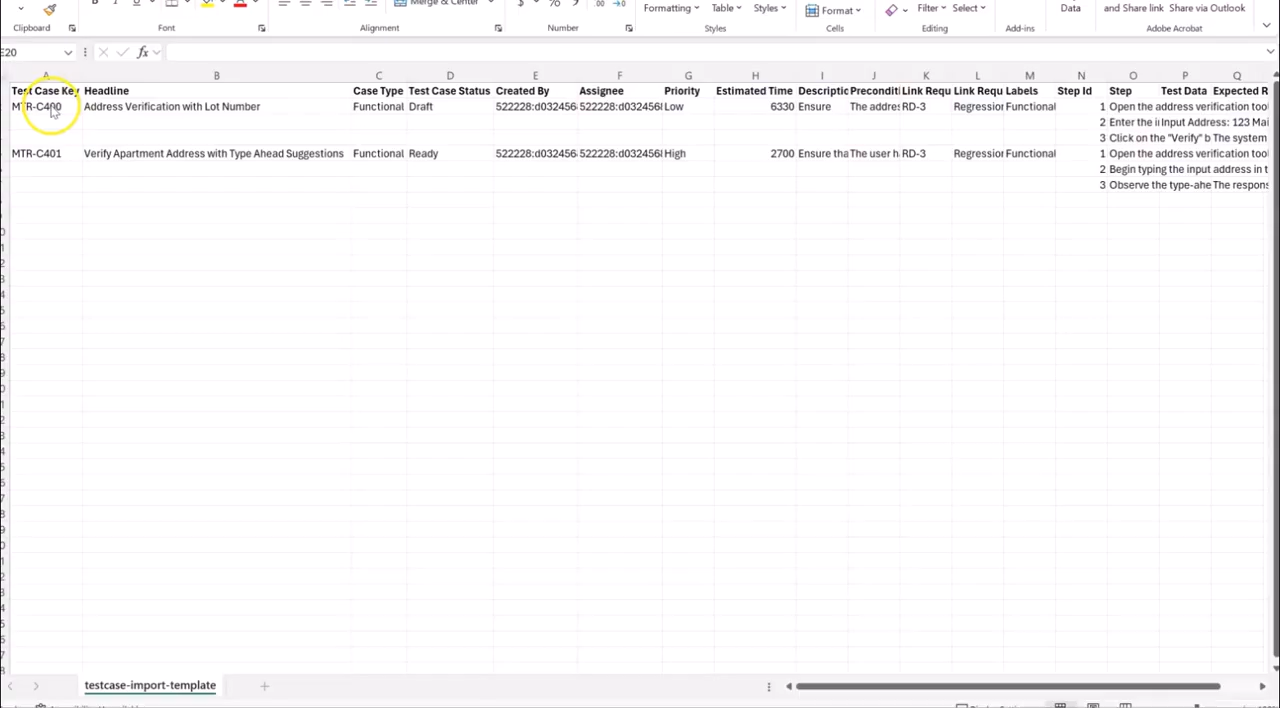 B I U Merge & Center $ % 9 Formatting Table Styles Format Filter Select Data and Share link Share via Outlook
Clipboard Font Alignment Number Styles Cells Editing Add-ins Adobe Acrobat
E20 fx
A B C D E F G H I J K L M N O P Q
Test Case Key Headline Case Type Test Case Status Created By Assignee Priority Estimated Time Descriptic Preconditi Link Requ Link Requ Labels Step Id Step Test Data Expected R
MTR-C400 Address Verification with Lot Number Functional Draft 522228:d032456 522228:d032456 Low 6330 Ensure The addres RD-3 Regression Functional 1 Open the address verification tool
2 Enter the i Input Address: 123 Mai
3 Click on the "Verify" b The system
MTR-C401 Verify Apartment Address with Type Ahead Suggestions Functional Ready 522228:d032456 522228:d032456 High 2700 Ensure tha The user h RD-3 Regression Functional 1 Open the address verification tool
2 Begin typing the input address in t
3 Observe the type-ahe The respons
testcase-import-template